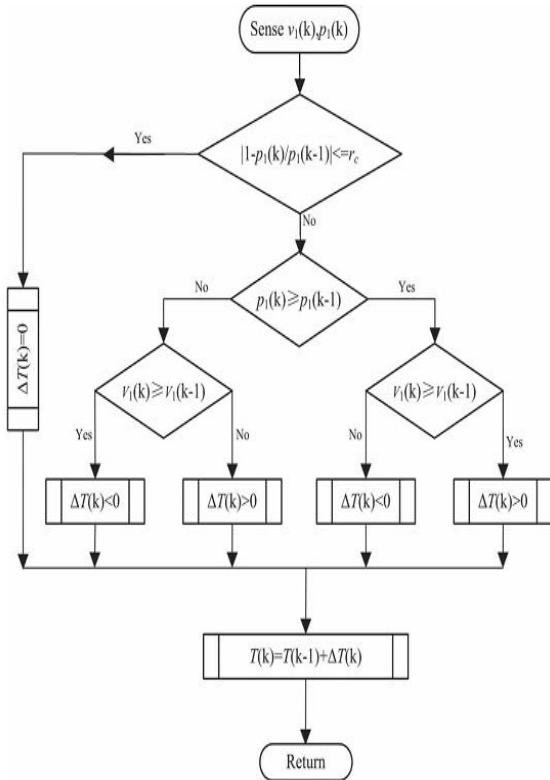 Sense v₁(k),p₁(k)
Yes
|1-p₁(k)/p₁(k-1)|<=r꜀
No
No
p₁(k)≥p₁(k-1)
Yes
ΔT(k)=0
V₁(k)≥V₁(k-1)
V₁(k)≥V₁(k-1)
Yes
No
No
Yes
ΔT(k)<0
ΔT(k)>0
ΔT(k)<0
ΔT(k)>0
T(k)=T(k-1)+ΔT(k)
Return